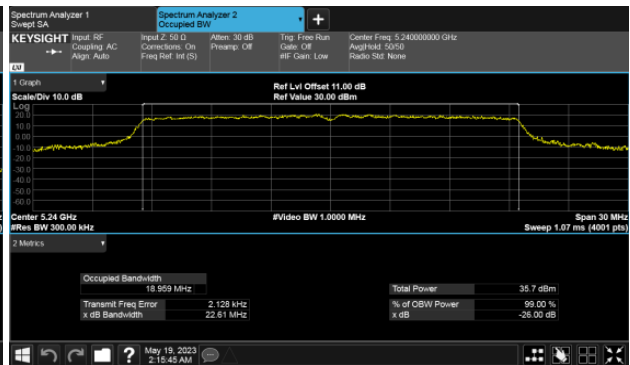 Spectrum Analyzer 1
Swept SA
Spectrum Analyzer 2
Occupied BW
+
KEYSIGHT
Input: RF
Coupling: AC
Align: Auto
Input Z: 50 Ω
Corrections: On
Freq Ref: Int (S)
Atten: 30 dB
Preamp: Off
Trig: Free Run
Gate: Off
#IF Gain: Low
Center Freq: 5.240000000 GHz
Avg|Hold: 50/50
Radio Std: None
LXI
1 Graph
Scale/Div 10.0 dB
Ref Lvl Offset 11.00 dB
Ref Value 30.00 dBm
Log
20.0
10.0
0.00
-10.0
-20.0
-30.0
-40.0
-50.0
-60.0
Center 5.24 GHz
#Video BW 1.0000 MHz
Span 30 MHz
#Res BW 300.00 kHz
Sweep 1.07 ms (4001 pts)
2 Metrics
Occupied Bandwidth
18.959 MHz
Total Power 35.7 dBm
Transmit Freq Error 2.128 kHz
% of OBW Power 99.00 %
x dB Bandwidth 22.61 MHz
x dB -26.00 dB
?
May 19, 2023
2:15:45 AM